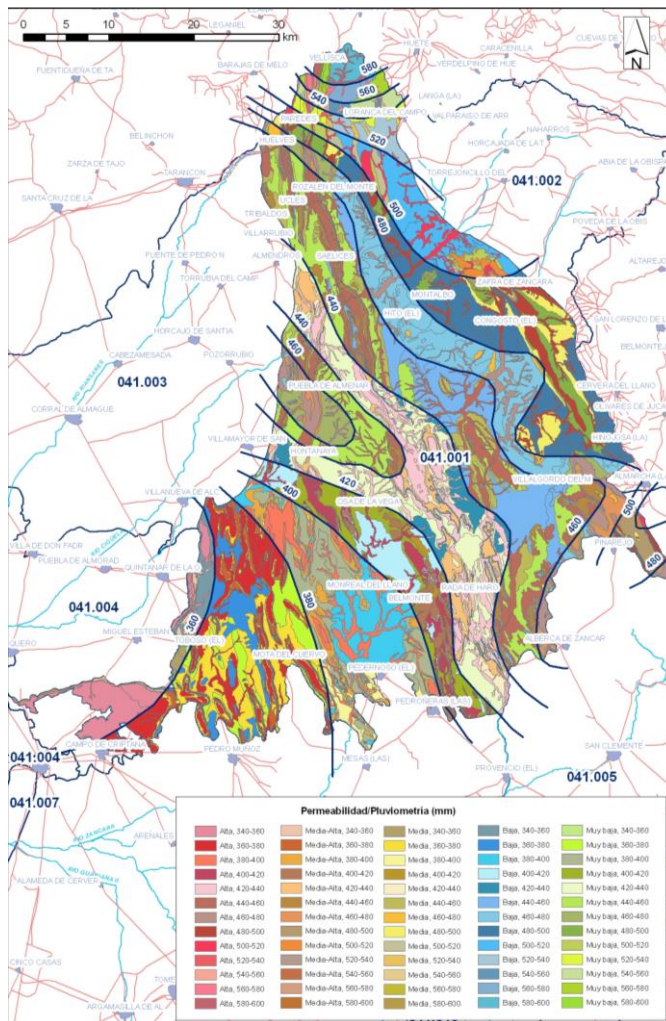 0 10 20 30
km
N
LEGANIEL
HUETE
CARACENILLA
VELLISCA
FUENTIDUEÑA DE TA
BARAJAS DE MELO
VERDELPINO DE HUE
580
560
540
LANGA (LA)
LORANCA DEL CAMPO
PAREDES
VALPARAISO DE ARR
BELINCHON
NAHARROS
HUELVES
520
HORCAJADA DE LA T
ZARZA DE TAJO
ABIA DE LA OBISP
TARANCON
TORREJONCILLO DEL
041.002
ROZALEN DEL MONTE
SANTA CRUZ DE LA
UCLES
500
TRIBALDOS
480
POVEDA DE LA OBIS
VILLARRUBIO
FUENTE DE PEDRO N
ALMENDROS
SAELICES
ALTAREJO
TORRUBIA DEL CAMP
ZAFRA DE ZANCARA
440
MONTALBO
HORCAJO DE SANTIA
HITO (EL)
CONGOSTO (EL)
SAN LORENZO DE L
440
BELMONTEJO
CABEZAMESADA
POZORRUBIO
460
041.003
CERVERA DEL LLANO
PUEBLA DE ALMENAR
OLIVARES DE JUCA
CORRAL DE ALMAGUE
VILLAMAYOR DE SAN
HINOJOSA (LA)
HONTANAYA
041.001
420
VILLALGORDO DEL M
ALMARCHA (LA)
VILLANUEVA DE ALC
400
OSA DE LA VEGA
500
460
VILLA DE DON FADR
RIO CIGUELA
PINAREJO
PUEBLA DE ALMORAD
480
QUINTANAR DE LA O
MONREAL DEL LLANO
RADA DE HARO
380
BELMONTE
041.004
360
MIGUEL ESTEBAN
TOBOSO (EL)
ALBERCA DE ZANCAR
QUERO
MOTA DEL CUERVO
PEDERNOSO (EL)
PEDROÑERAS (LAS)
CAMPO DE CRIPTANA
SAN CLEMENTE
041.004
PEDRO MUÑOZ
MESAS (LAS)
PROVENCIO (EL)
041.005
041.007
RIO ZANCARA
ARENALES
ALAMEDA DE CERVER
CINCO CASAS
ARGAMASILLA DE AL
Permeabilidad/Pluviometría (mm)
Alta, 340-360 Media-Alta, 340-360 Media, 340-360 Baja, 340-360 Muy baja, 340-360
Alta, 360-380 Media-Alta, 360-380 Media, 360-380 Baja, 360-380 Muy baja, 360-380
Alta, 380-400 Media-Alta, 380-400 Media, 380-400 Baja, 380-400 Muy baja, 380-400
Alta, 400-420 Media-Alta, 400-420 Media, 400-420 Baja, 400-420 Muy baja, 400-420
Alta, 420-440 Media-Alta, 420-440 Media, 420-440 Baja, 420-440 Muy baja, 420-440
Alta, 440-460 Media-Alta, 440-460 Media, 440-460 Baja, 440-460 Muy baja, 440-460
Alta, 460-480 Media-Alta, 460-480 Media, 460-480 Baja, 460-480 Muy baja, 460-480
Alta, 480-500 Media-Alta, 480-500 Media, 480-500 Baja, 480-500 Muy baja, 480-500
Alta, 500-520 Media-Alta, 500-520 Media, 500-520 Baja, 500-520 Muy baja, 500-520
Alta, 520-540 Media-Alta, 520-540 Media, 520-540 Baja, 520-540 Muy baja, 520-540
Alta, 540-560 Media-Alta, 540-560 Media, 540-560 Baja, 540-560 Muy baja, 540-560
Alta, 560-580 Media-Alta, 560-580 Media, 560-580 Baja, 560-580 Muy baja, 560-580
Alta, 580-600 Media-Alta, 580-600 Media, 580-600 Baja, 580-600 Muy baja, 580-600